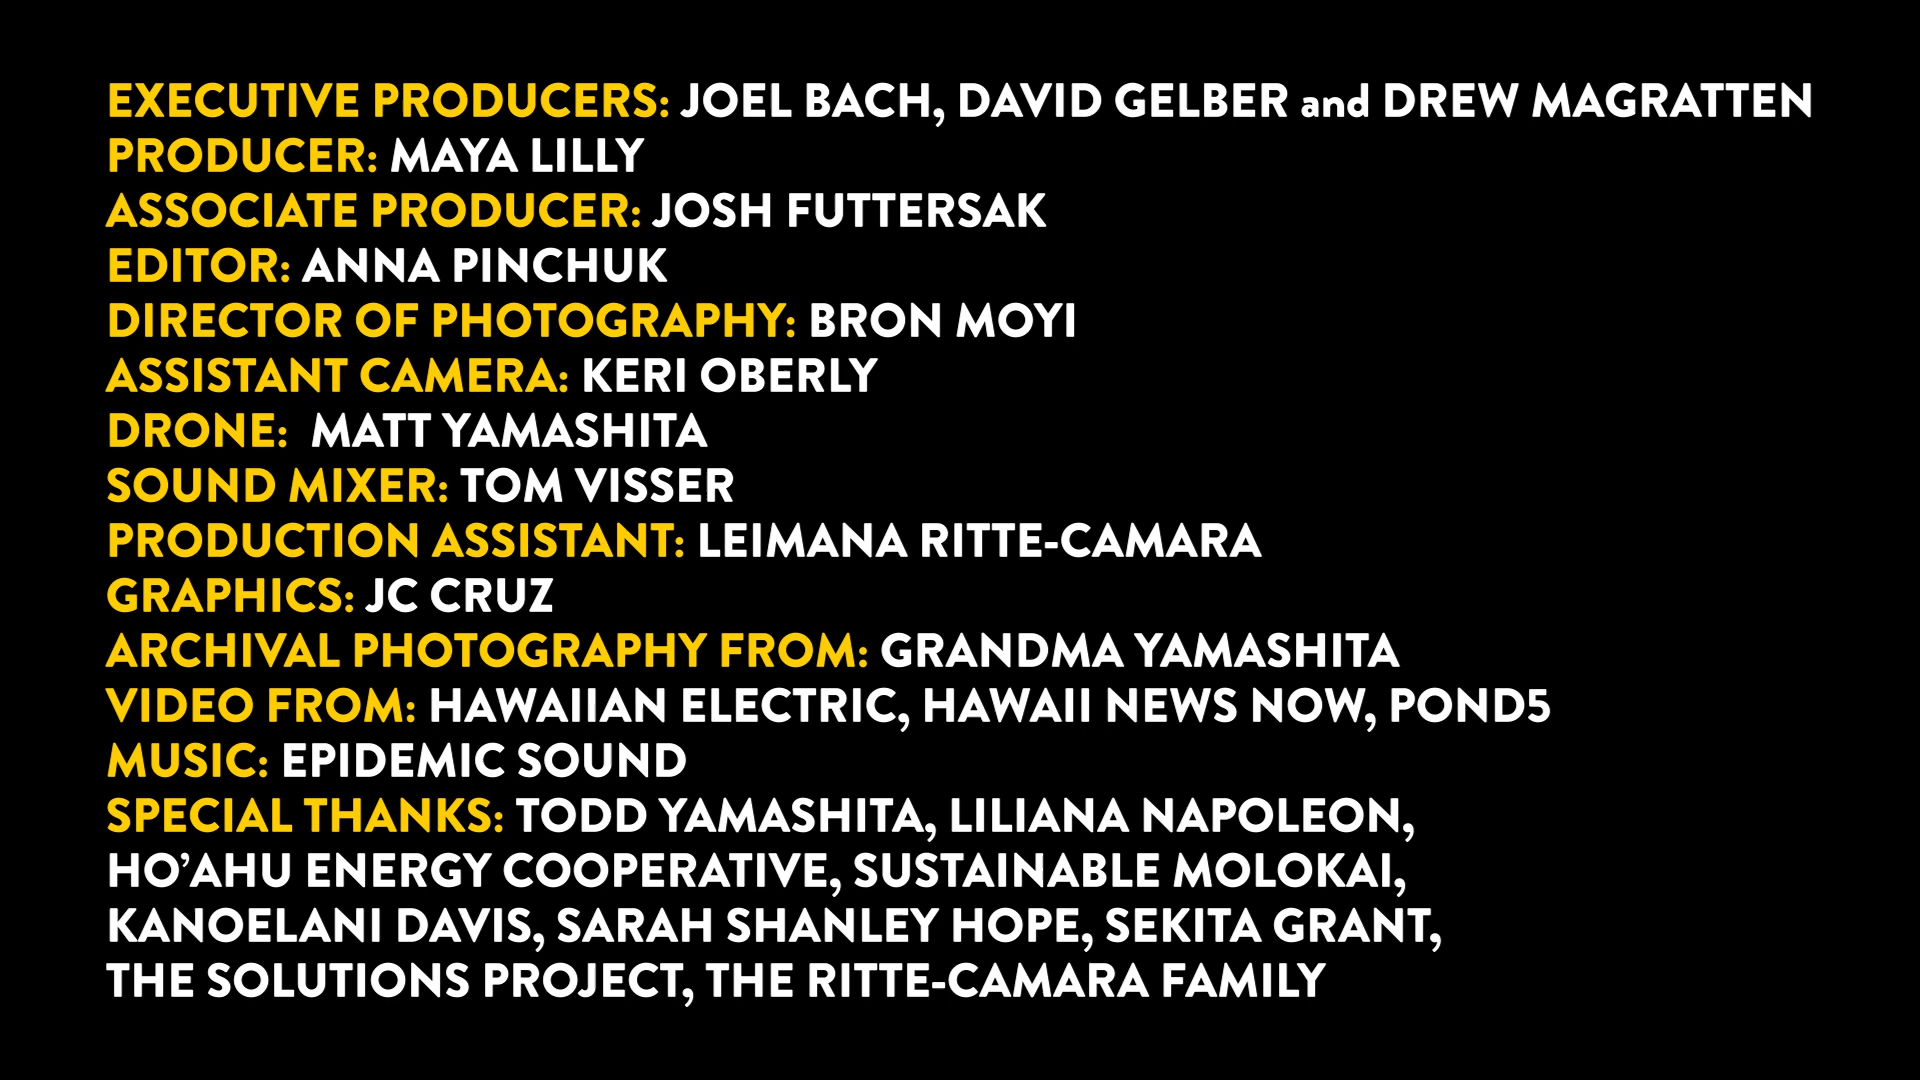 EXECUTIVE PRODUCERS: JOEL BACH, DAVID GELBER and DREW MAGRATTEN
PRODUCER: MAYA LILLY
ASSOCIATE PRODUCER: JOSH FUTTERSAK
EDITOR: ANNA PINCHUK
DIRECTOR OF PHOTOGRAPHY: BRON MOYI
ASSISTANT CAMERA: KERI OBERLY
DRONE:  MATT YAMASHITA
SOUND MIXER: TOM VISSER
PRODUCTION ASSISTANT: LEIMANA RITTE-CAMARA
GRAPHICS: JC CRUZ
ARCHIVAL PHOTOGRAPHY FROM: GRANDMA YAMASHITA
VIDEO FROM: HAWAIIAN ELECTRIC, HAWAII NEWS NOW, POND5
MUSIC: EPIDEMIC SOUND
SPECIAL THANKS: TODD YAMASHITA, LILIANA NAPOLEON,
HO’AHU ENERGY COOPERATIVE, SUSTAINABLE MOLOKAI,
KANOELANI DAVIS, SARAH SHANLEY HOPE, SEKITA GRANT,
THE SOLUTIONS PROJECT, THE RITTE-CAMARA FAMILY